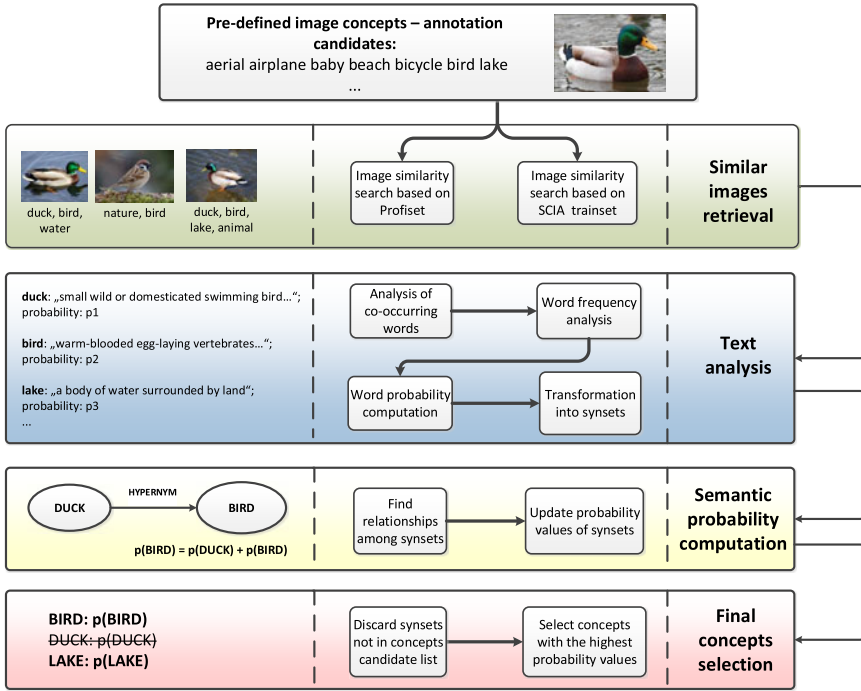 Pre-defined image concepts – annotation
candidates:
aerial airplane baby beach bicycle bird lake
...
duck, bird,
water
nature, bird
duck, bird,
lake, animal
Image similarity
search based on
Profiset
Image similarity
search based on
SCIA trainset
Similar
images
retrieval
duck: „small wild or domesticated swimming bird...“;
probability: p1
bird: „warm-blooded egg-laying vertebrates...“;
probability: p2
lake: „a body of water surrounded by land“;
probability: p3
...
Analysis of
co-occurring
words
Word frequency
analysis
Word probability
computation
Transformation
into synsets
Text
analysis
DUCK
HYPERNYM
BIRD
p(BIRD) = p(DUCK) + p(BIRD)
Find
relationships
among synsets
Update probability
values of synsets
Semantic
probability
computation
BIRD: p(BIRD)
DUCK: p(DUCK)
LAKE: p(LAKE)
Discard synsets
not in concepts
candidate list
Select concepts
with the highest
probability values
Final
concepts
selection